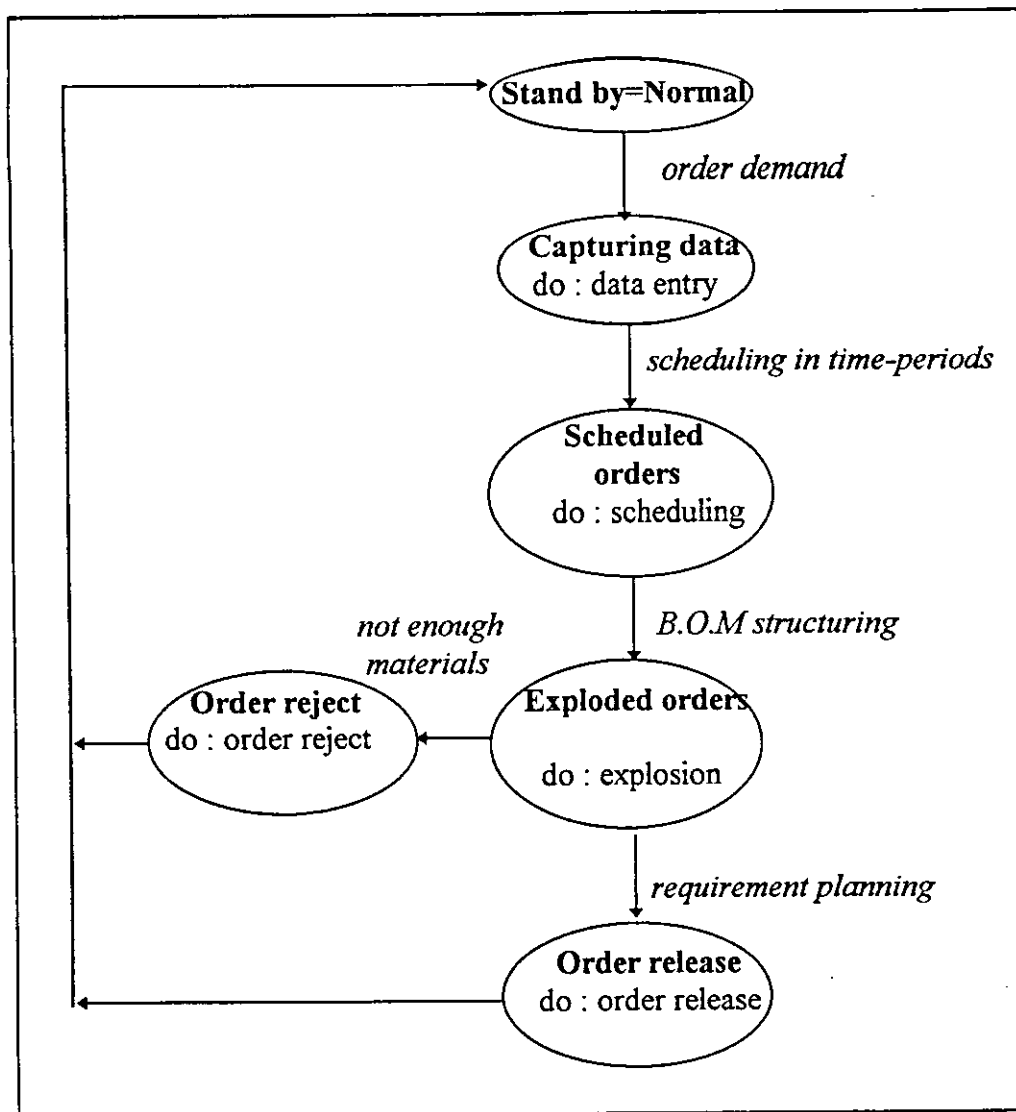 Stand by=Normal
order demand
Capturing data
do : data entry
scheduling in time-periods
Scheduled
orders
do : scheduling
B.O.M structuring
not enough
materials
Order reject
do : order reject
Exploded orders
do : explosion
requirement planning
Order release
do : order release